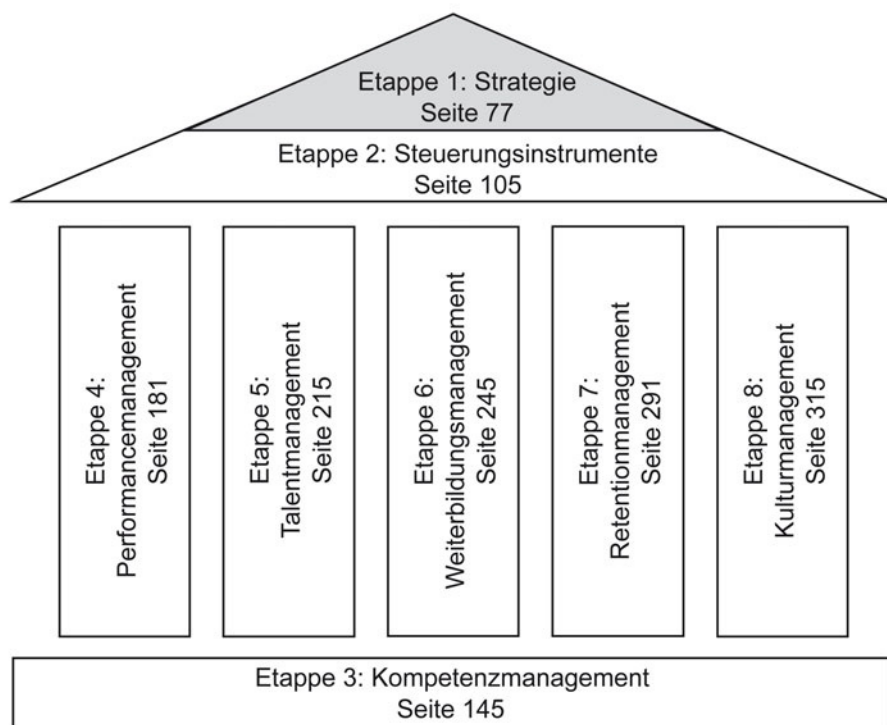 Etappe 1: Strategie
Seite 77
Etappe 2: Steuerungsinstrumente
Seite 105
Etappe 4:
Performancemanagement
Seite 181
Etappe 5:
Talentmanagement
Seite 215
Etappe 6:
Weiterbildungsmanagement
Seite 245
Etappe 7:
Retentionmanagement
Seite 291
Etappe 8:
Kulturmanagement
Seite 315
Etappe 3: Kompetenzmanagement
Seite 145